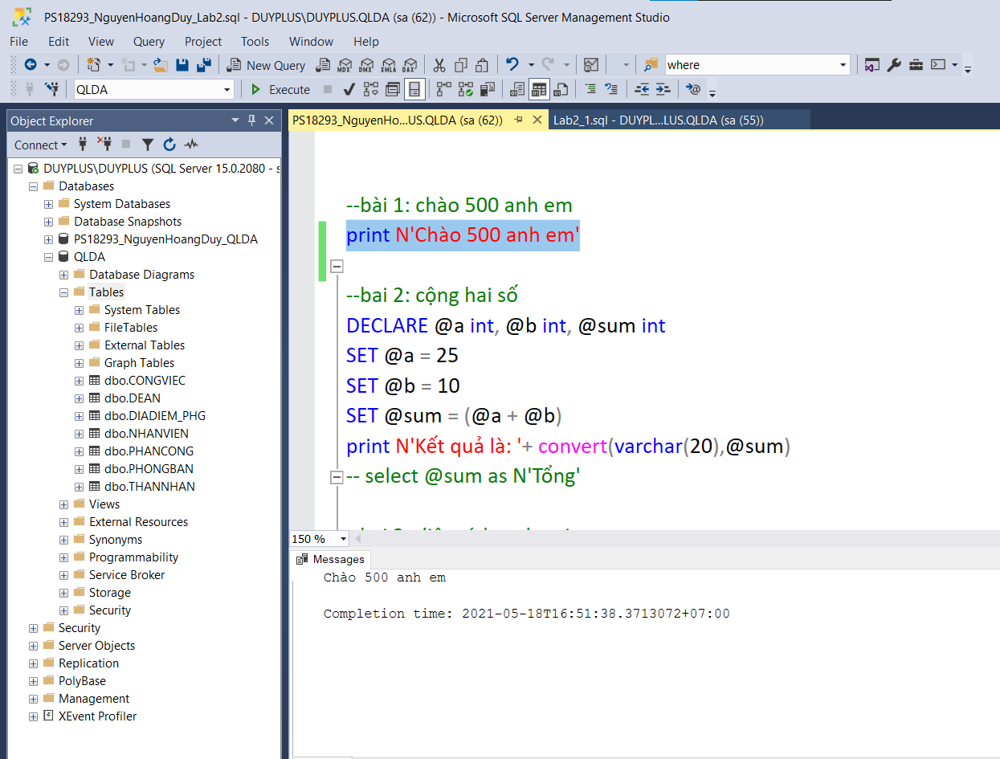 PS18293_NguyenHoangDuy_Lab2.sql - DUYPLUS\DUYPLUS.QLDA (sa (62)) - Microsoft SQL Server Management Studio
File Edit View Query Project Tools Window Help
New Query MDX DMX XMLA DAX where
QLDA Execute
Object Explorer
Connect
DUYPLUS\DUYPLUS (SQL Server 15.0.2080 - s
Databases
System Databases
Database Snapshots
PS18293_NguyenHoangDuy_QLDA
QLDA
Database Diagrams
Tables
System Tables
FileTables
External Tables
Graph Tables
dbo.CONGVIEC
dbo.DEAN
dbo.DIADIEM_PHG
dbo.NHANVIEN
dbo.PHANCONG
dbo.PHONGBAN
dbo.THANNHAN
Views
External Resources
Synonyms
Programmability
Service Broker
Storage
Security
Security
Server Objects
Replication
PolyBase
Management
XEvent Profiler
PS18293_NguyenHo...US.QLDA (sa (62)) Lab2_1.sql - DUYPL...LUS.QLDA (sa (55))
--bài 1: chào 500 anh em
print N'Chào 500 anh em'
--bai 2: cộng hai số
DECLARE @a int, @b int, @sum int
SET @a = 25
SET @b = 10
SET @sum = (@a + @b)
print N'Kết quả là: '+ convert(varchar(20),@sum)
-- select @sum as N'Tổng'
150 %
Messages
Chào 500 anh em
Completion time: 2021-05-18T16:51:38.3713072+07:00